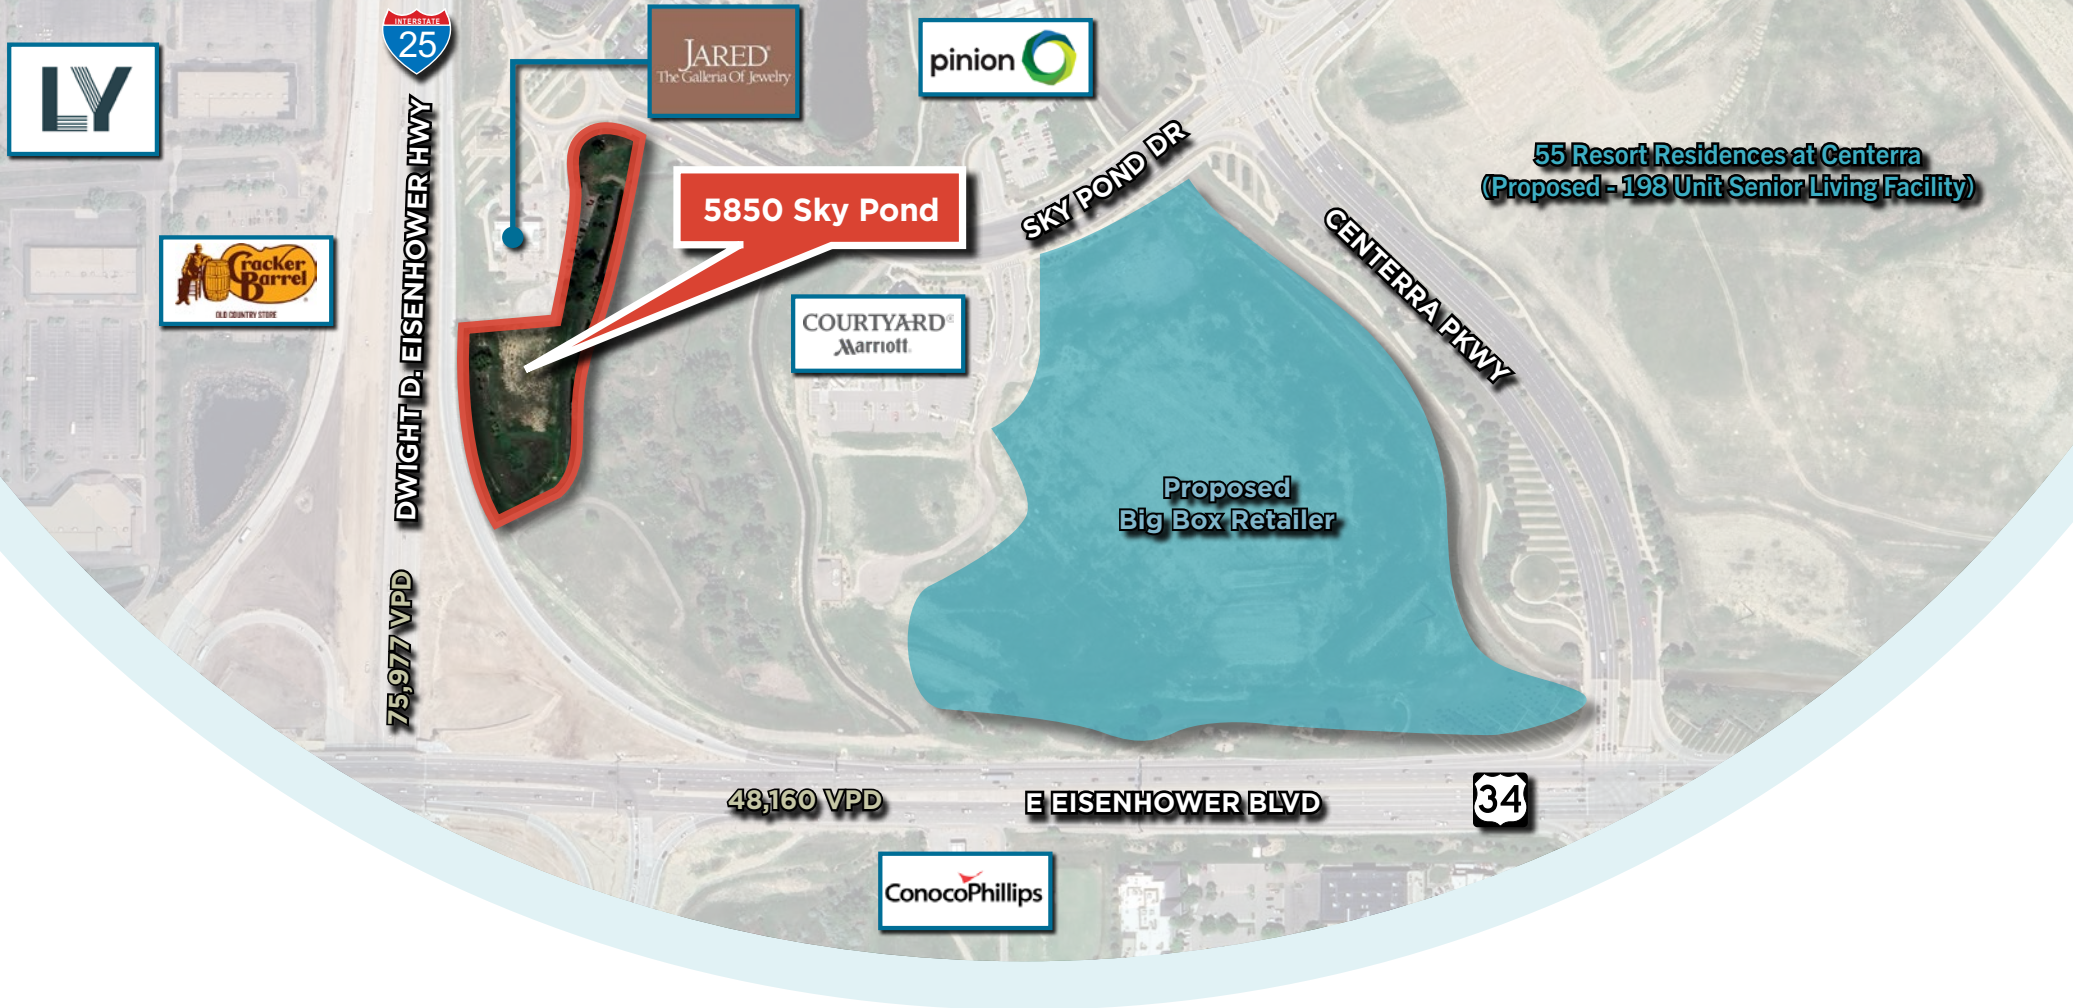 INTERSTATE
25
LY
JARED®
The Galleria Of Jewelry
pinion
DWIGHT D. EISENHOWER HWY
75,977 VPD
Cracker
Barrel
OLD COUNTRY STORE
5850 Sky Pond
SKY POND DR
COURTYARD®
Marriott.
CENTERRA PKWY
55 Resort Residences at Centerra
(Proposed - 198 Unit Senior Living Facility)
Proposed
Big Box Retailer
48,160 VPD
E EISENHOWER BLVD
34
ConocoPhillips